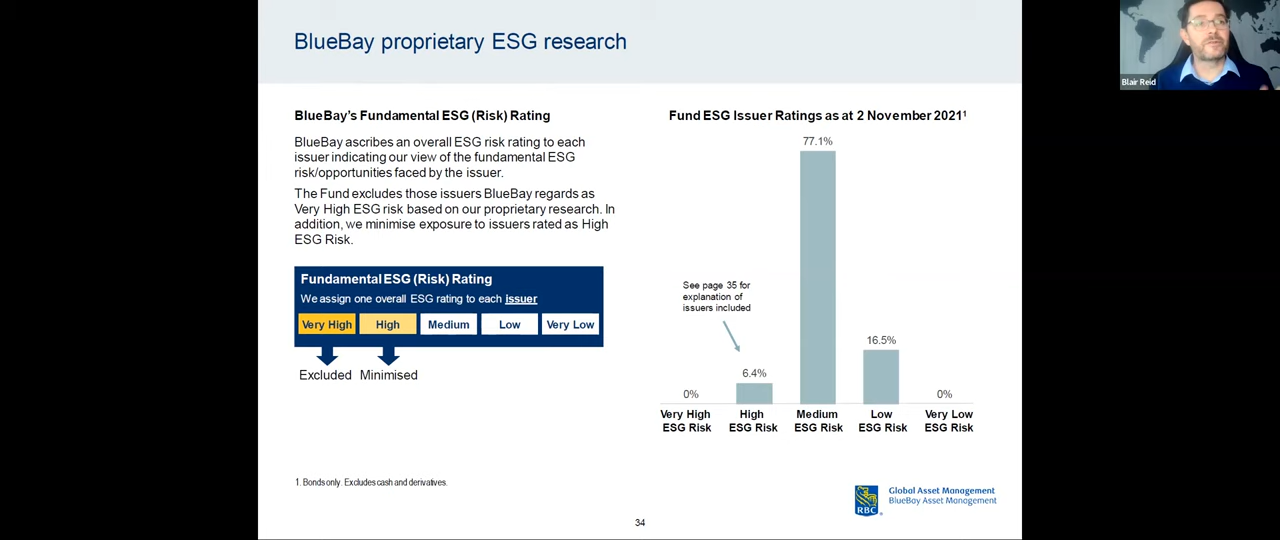 BlueBay proprietary ESG research
Blair Reid
BlueBay's Fundamental ESG (Risk) Rating
BlueBay ascribes an overall ESG risk rating to each
issuer indicating our view of the fundamental ESG
risk/opportunities faced by the issuer.
The Fund excludes those issuers BlueBay regards as
Very High ESG risk based on our proprietary research. In
addition, we minimise exposure to issuers rated as High
ESG Risk.
Fundamental ESG (Risk) Rating
We assign one overall ESG rating to each issuer
Very High High Medium Low Very Low
Excluded Minimised
Fund ESG Issuer Ratings as at 2 November 2021¹
77.1%
See page 35 for
explanation of
issuers included
16.5%
6.4%
0% 0%
Very High High Medium Low Very Low
ESG Risk ESG Risk ESG Risk ESG Risk ESG Risk
1. Bonds only. Excludes cash and derivatives.
RBC
Global Asset Management
BlueBay Asset Management
34